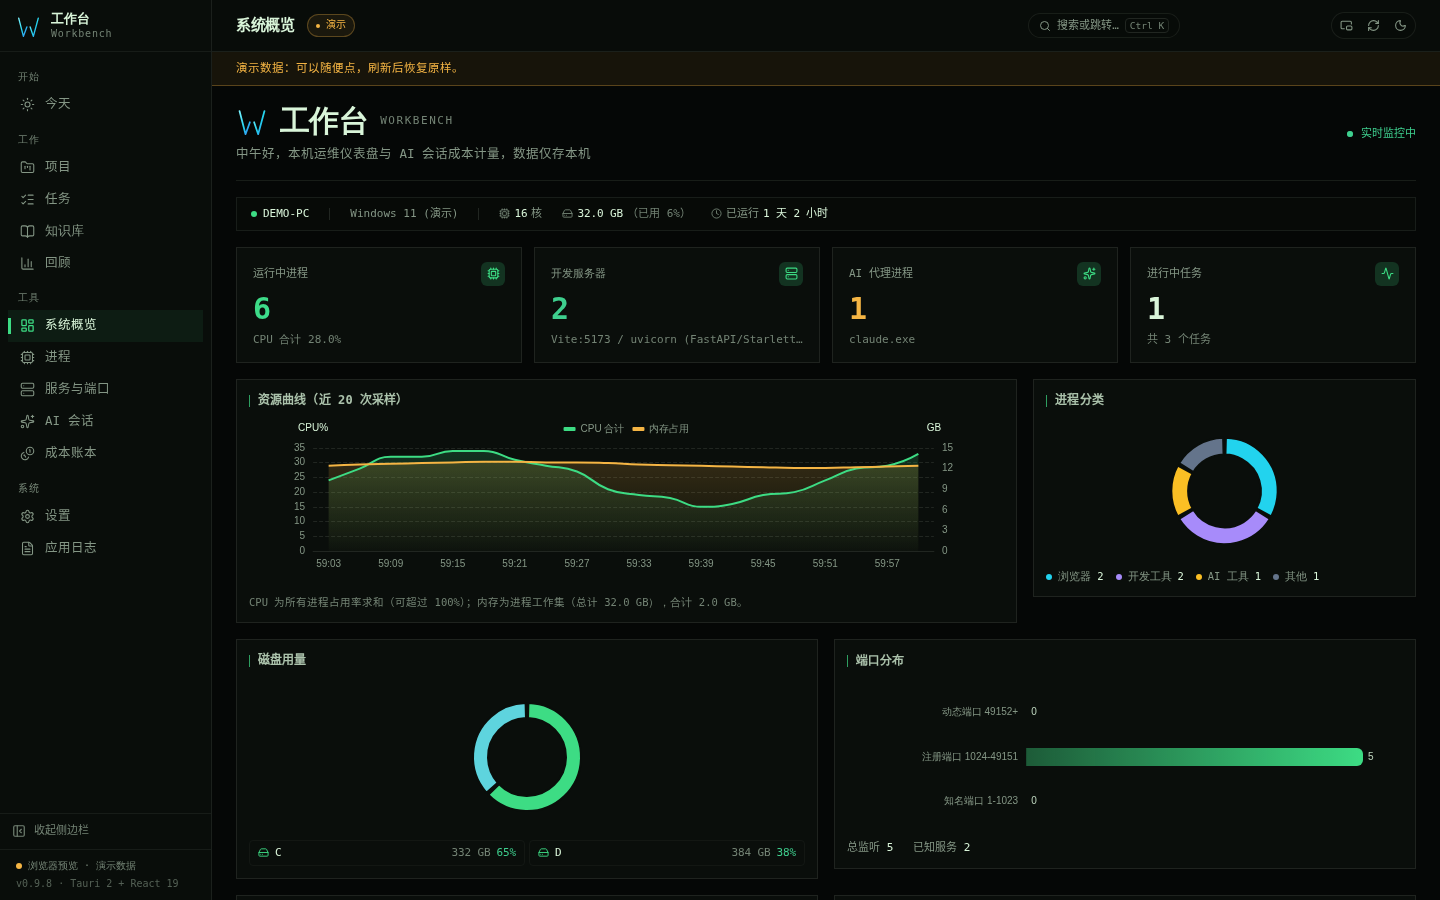 工作台
Workbench
开始
今天
工作
项目
任务
知识库
回顾
工具
系统概览
进程
服务与端口
AI 会话
成本账本
系统
设置
应用日志
收起侧边栏
浏览器预览 · 演示数据
v0.9.8 · Tauri 2 + React 19
系统概览 演示
搜索或跳转… Ctrl K
演示数据：可以随便点，刷新后恢复原样。
工作台 WORKBENCH
中午好，本机运维仪表盘与 AI 会话成本计量，数据仅存本机
实时监控中
DEMO-PC Windows 11 (演示) 16 核 32.0 GB （已用 6%） 已运行 1 天 2 小时
运行中进程
6
CPU 合计 28.0%
开发服务器
2
Vite:5173 / uvicorn (FastAPI/Starlett…
AI 代理进程
1
claude.exe
进行中任务
1
共 3 个任务
资源曲线（近 20 次采样）
CPU% CPU 合计 内存占用 GB
35 15
30 12
25 9
20 6
15 3
10 0
5
0
59:03 59:09 59:15 59:21 59:27 59:33 59:39 59:45 59:51 59:57
CPU 为所有进程占用率求和（可超过 100%）；内存为进程工作集（总计 32.0 GB），合计 2.0 GB。
进程分类
浏览器 2 开发工具 2 AI 工具 1 其他 1
磁盘用量
C 332 GB 65% D 384 GB 38%
端口分布
动态端口 49152+ 0
注册端口 1024-49151 5
知名端口 1-1023 0
总监听 5 已知服务 2